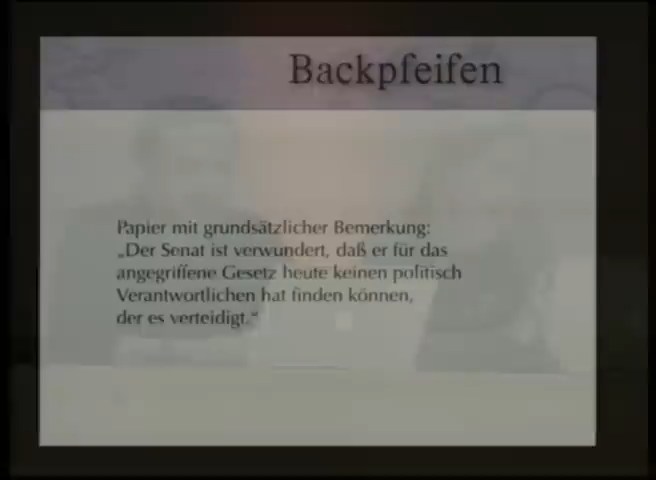 Backpfeifen
Papier mit grundsätzlicher Bemerkung:
„Der Senat ist verwundert, daß er für das
angegriffene Gesetz heute keinen politisch
Verantwortlichen hat finden können,
der es verteidigt.“